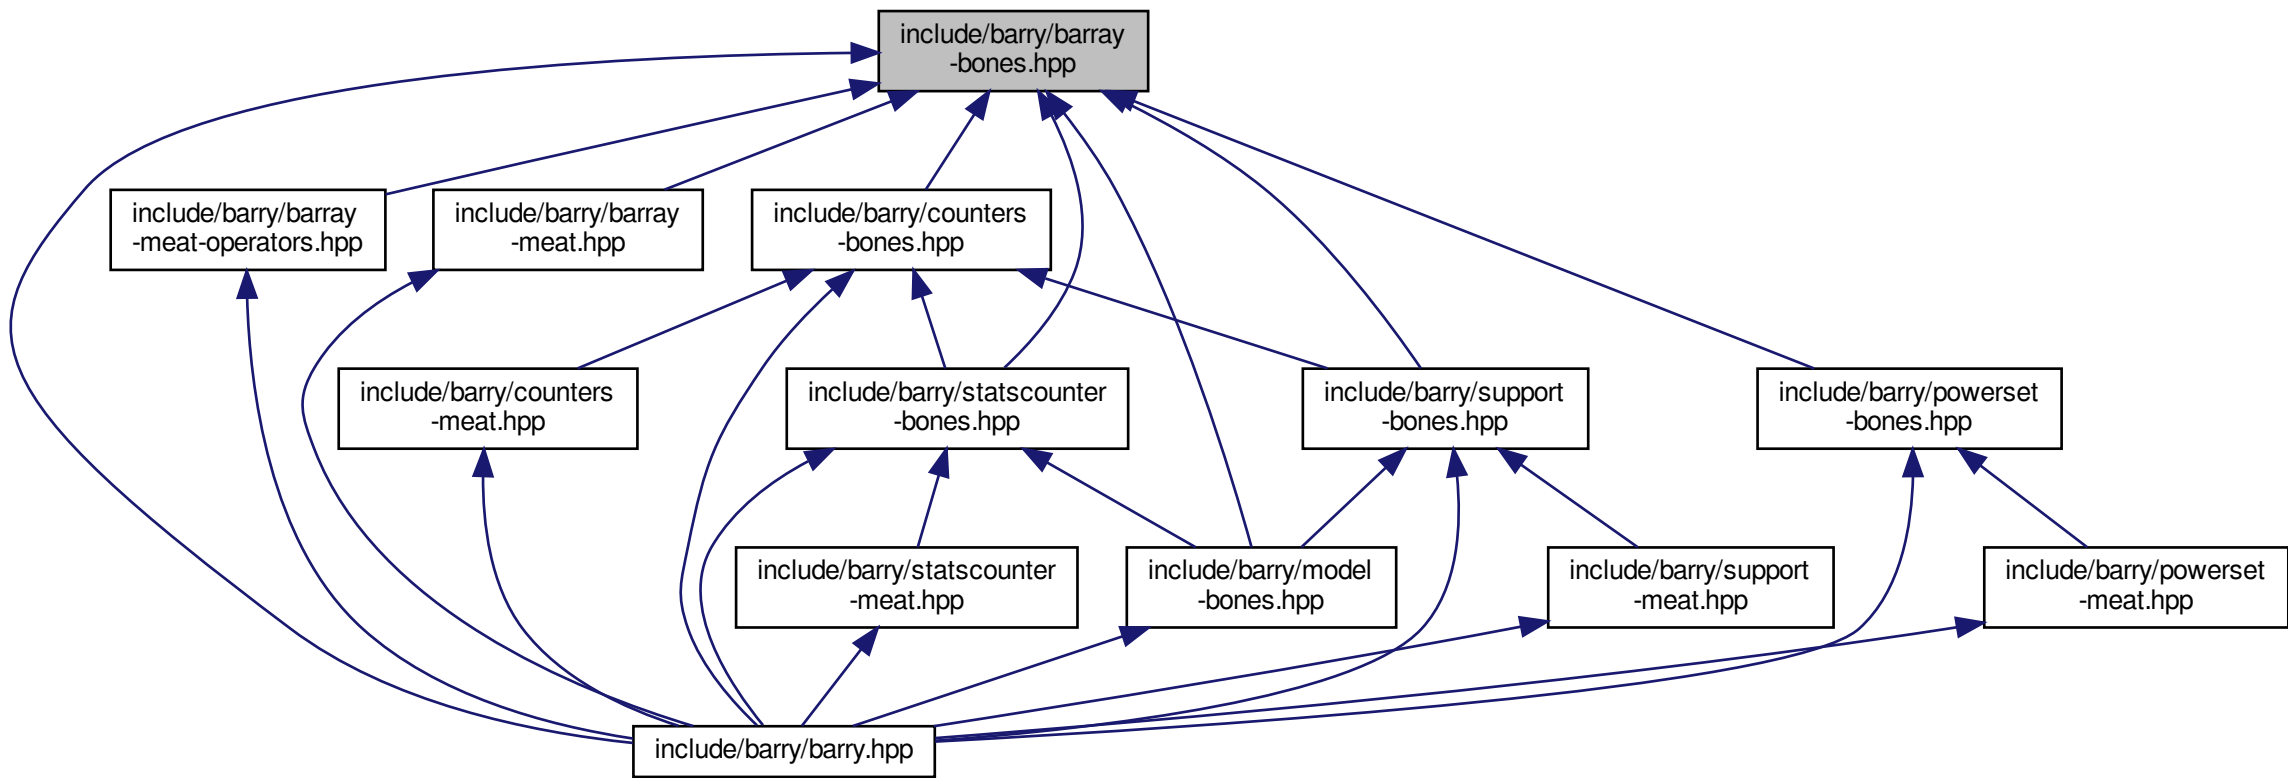 include/barry/barray
-bones.hpp
include/barry/barray
-meat-operators.hpp
include/barry/barray
-meat.hpp
include/barry/counters
-bones.hpp
include/barry/counters
-meat.hpp
include/barry/statscounter
-bones.hpp
include/barry/support
-bones.hpp
include/barry/powerset
-bones.hpp
include/barry/statscounter
-meat.hpp
include/barry/model
-bones.hpp
include/barry/support
-meat.hpp
include/barry/powerset
-meat.hpp
include/barry/barry.hpp